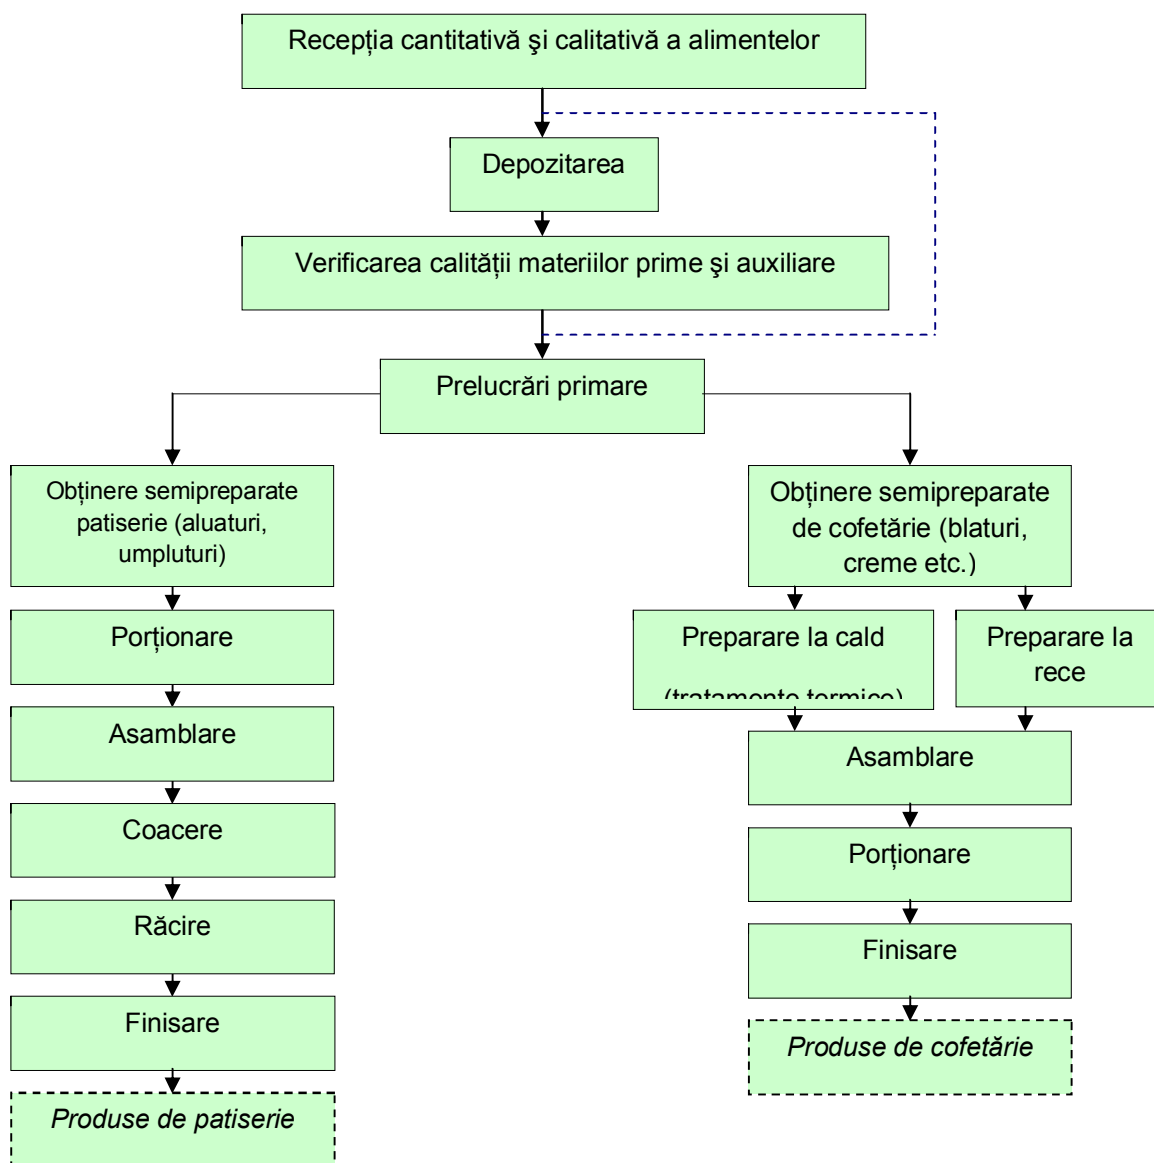 Recepția cantitativă şi calitativă a alimentelor
Depozitarea
Verificarea calității materiilor prime şi auxiliare
Prelucrări primare
Obținere semipreparate
patiserie (aluaturi,
umpluturi)
Porționare
Asamblare
Coacere
Răcire
Finisare
Produse de patiserie
Obținere semipreparate
de cofetărie (blaturi,
creme etc.)
Preparare la cald
(tratamente termice)
Preparare la
rece
Asamblare
Porționare
Finisare
Produse de cofetărie